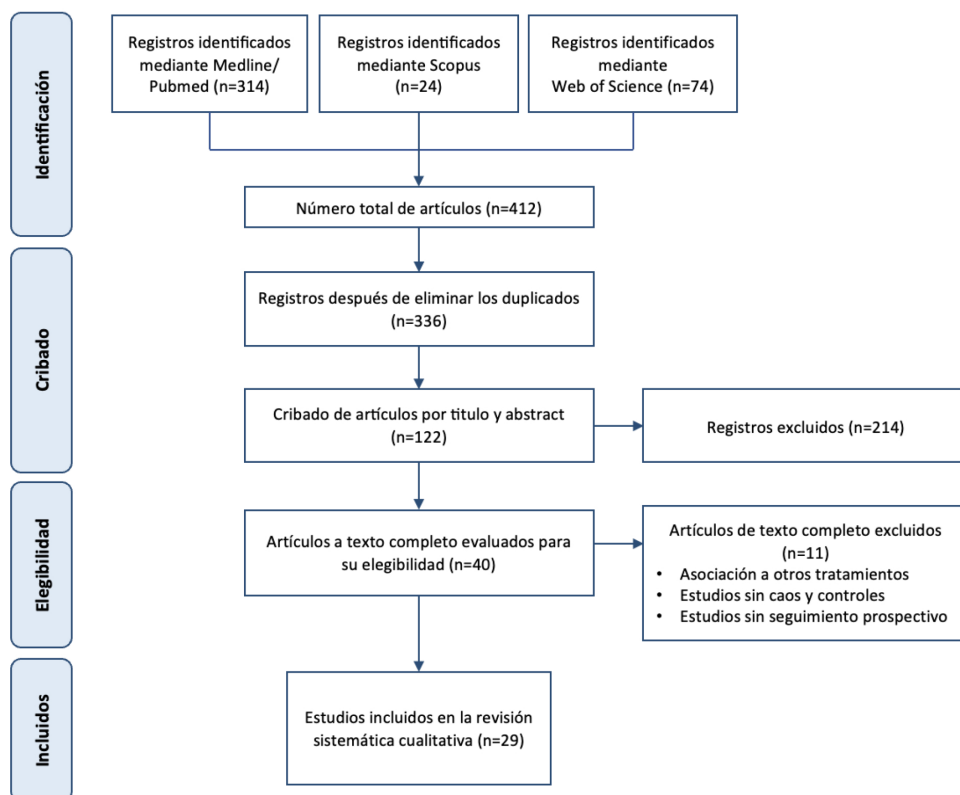 Identificación
Registros identificados
mediante Medline/
Pubmed (n=314)
Registros identificados
mediante Scopus
(n=24)
Registros identificados
mediante
Web of Science (n=74)
Número total de artículos (n=412)
Cribado
Registros después de eliminar los duplicados
(n=336)
Cribado de artículos por titulo y abstract
(n=122)
Registros excluidos (n=214)
Elegibilidad
Artículos a texto completo evaluados para
su elegibilidad (n=40)
Artículos de texto completo excluidos
(n=11)
• Asociación a otros tratamientos
• Estudios sin caos y controles
• Estudios sin seguimiento prospectivo
Incluidos
Estudios incluidos en la revisión
sistemática cualitativa (n=29)